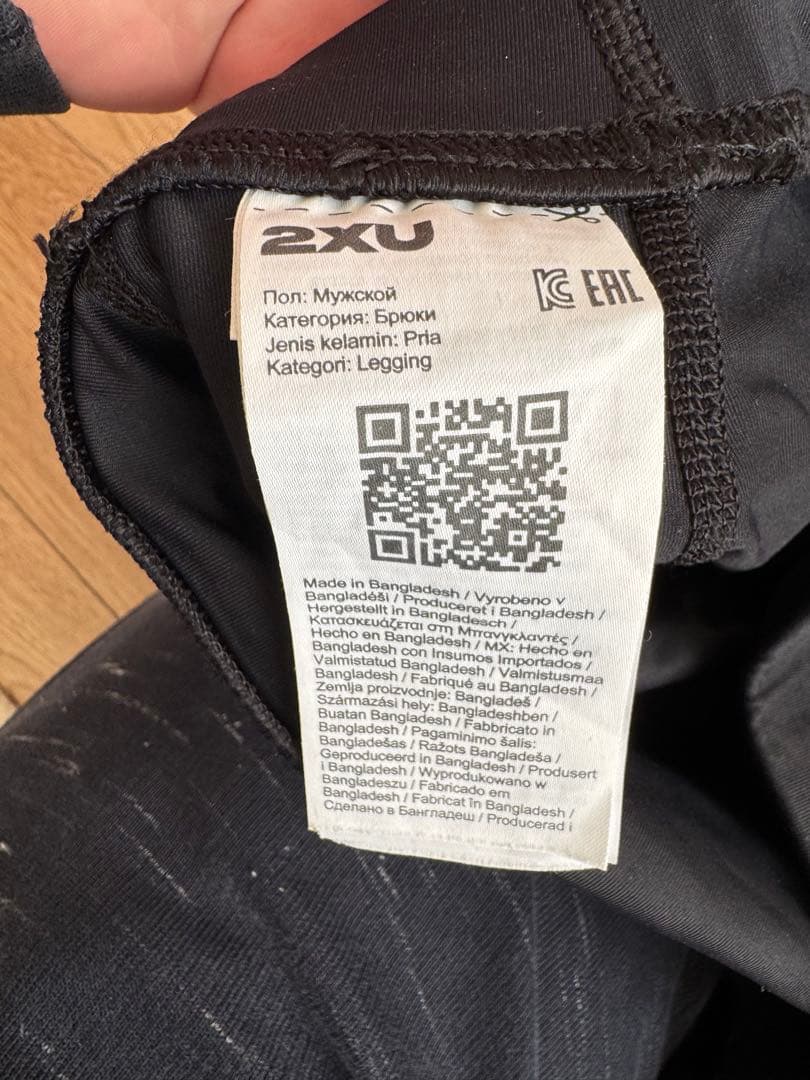 2XU
KC EAC
Пол: Мужской
Категория: Брюки
Jenis kelamin: Pria
Kategori: Legging
Made in Bangladesh / Vyrobeno v
Bangladéši / Produceret i Bangladesh /
Hergestellt in Bangladesch /
Κατασκευάζεται στη Μπανγκλαντές /
Hecho en Bangladesh / MX: Hecho en
Bangladesh con Insumos Importados /
Valmistatud Bangladesh / Valmistusmaa
Bangladesh / Fabriqué au Bangladesh /
Zemlja proizvodnje: Bangladeš /
Származási hely: Bangladeshben /
Buatan Bangladesh / Fabbricato in
Bangladesh / Pagaminimo šalis:
Bangladešas / Ražots Bangladeša /
Geproduceerd in Bangladesh / Produsert
i Bangladesh / Wyprodukowano w
Bangladeszu / Fabricado em
Bangladesh / Fabricat în Bangladesh /
Сделано в Бангладеш / Producerad i